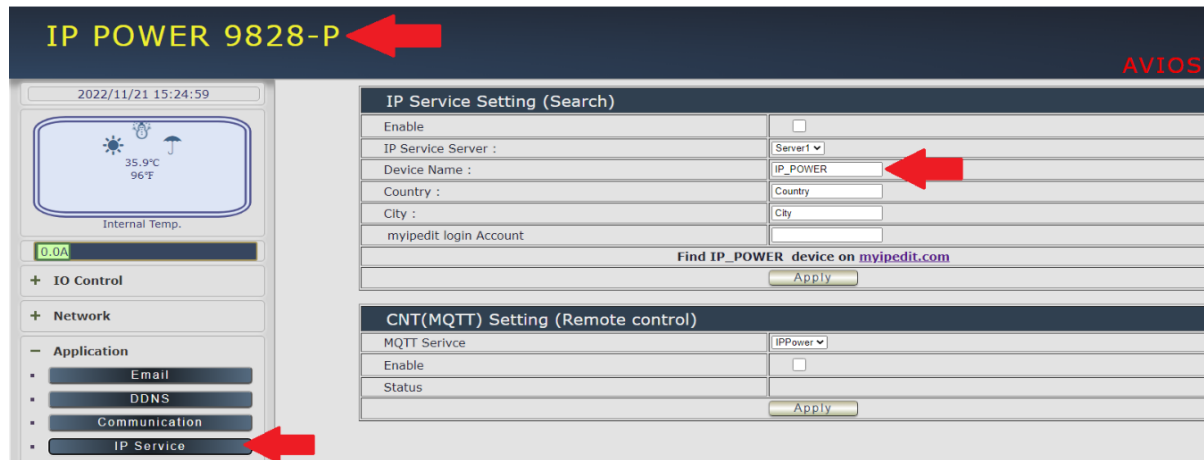 IP POWER 9828-P
AVIOS
2022/11/21 15:24:59
35.9℃
96℉
Internal Temp.
0.0A
+ IO Control
+ Network
− Application
Email
DDNS
Communication
IP Service
IP Service Setting (Search)
Enable
IP Service Server : Server1
Device Name : IP_POWER
Country : Country
City : City
myipedit login Account
Find IP_POWER device on myipedit.com
Apply
CNT(MQTT) Setting (Remote control)
MQTT Serivce IPPower
Enable
Status
Apply